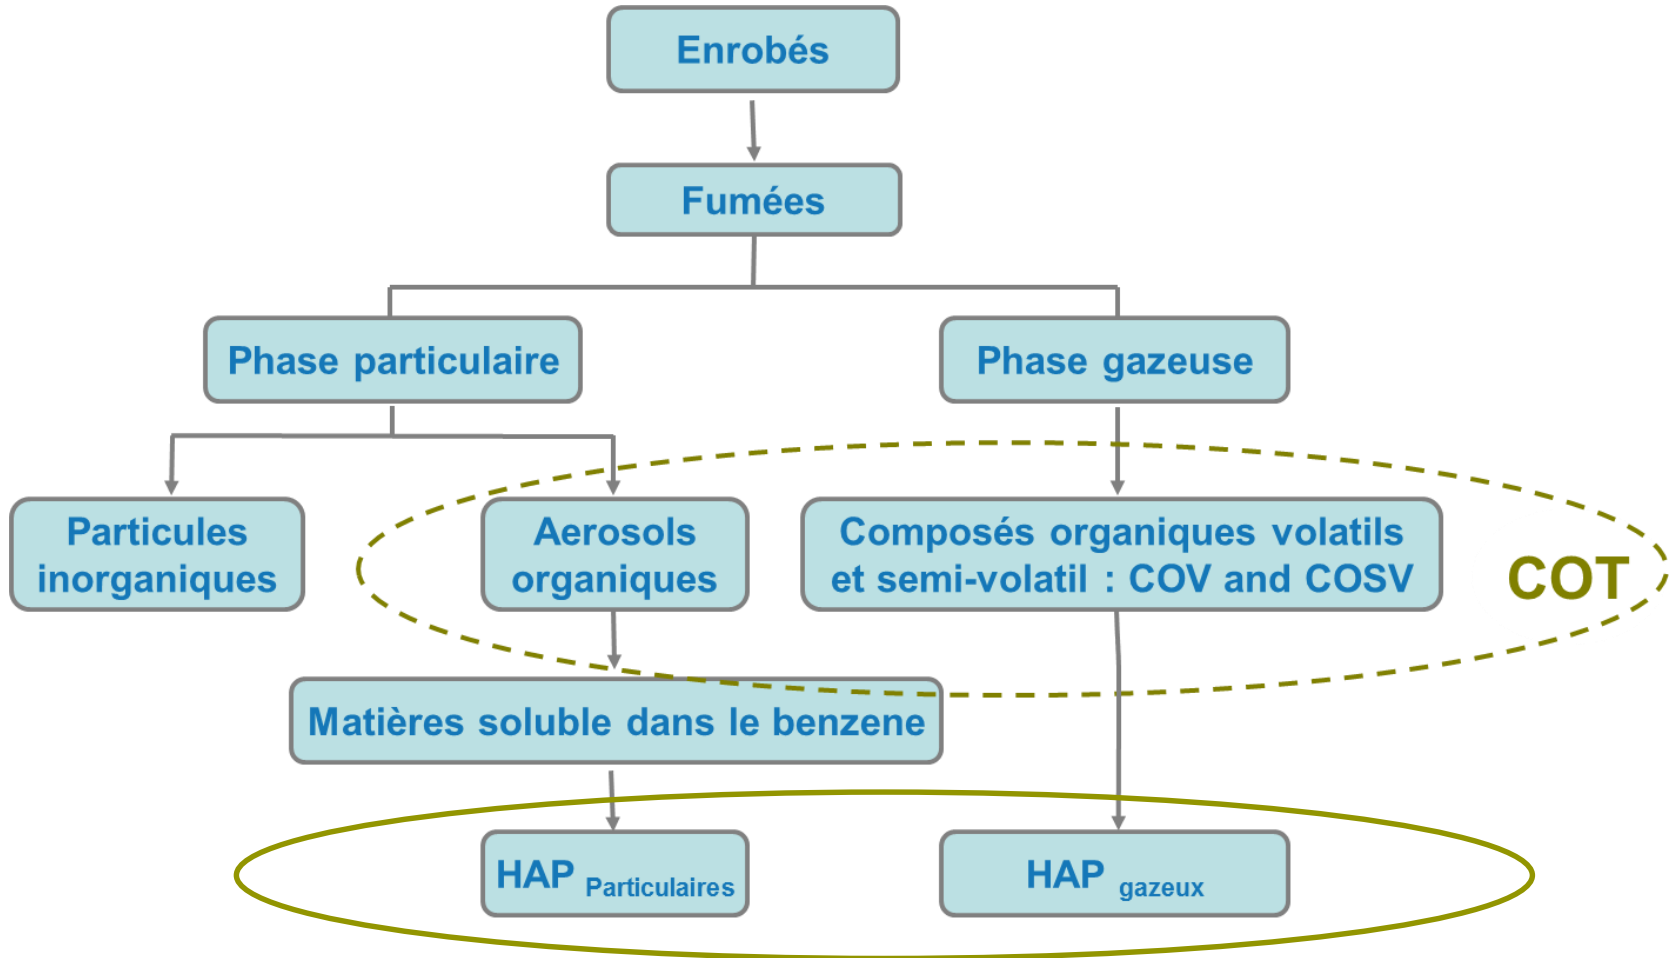 Enrobés
Fumées
Phase particulaire
Phase gazeuse
Particules
inorganiques
Aerosols
organiques
Composés organiques volatils
et semi-volatil : COV and COSV
COT
Matières soluble dans le benzene
HAP Particulaires
HAP gazeux